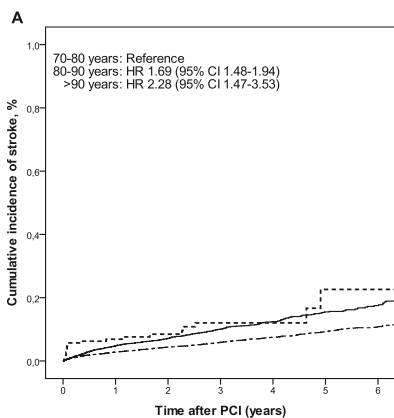 A
1,0
70-80 years: Reference
80-90 years: HR 1.69 (95% CI 1.48-1.94)
>90 years: HR 2.28 (95% CI 1.47-3.53)
0,8
0,6
0,4
0,2
0,0
Cumulative incidence of stroke, %
0 1 2 3 4 5 6
Time after PCI (years)